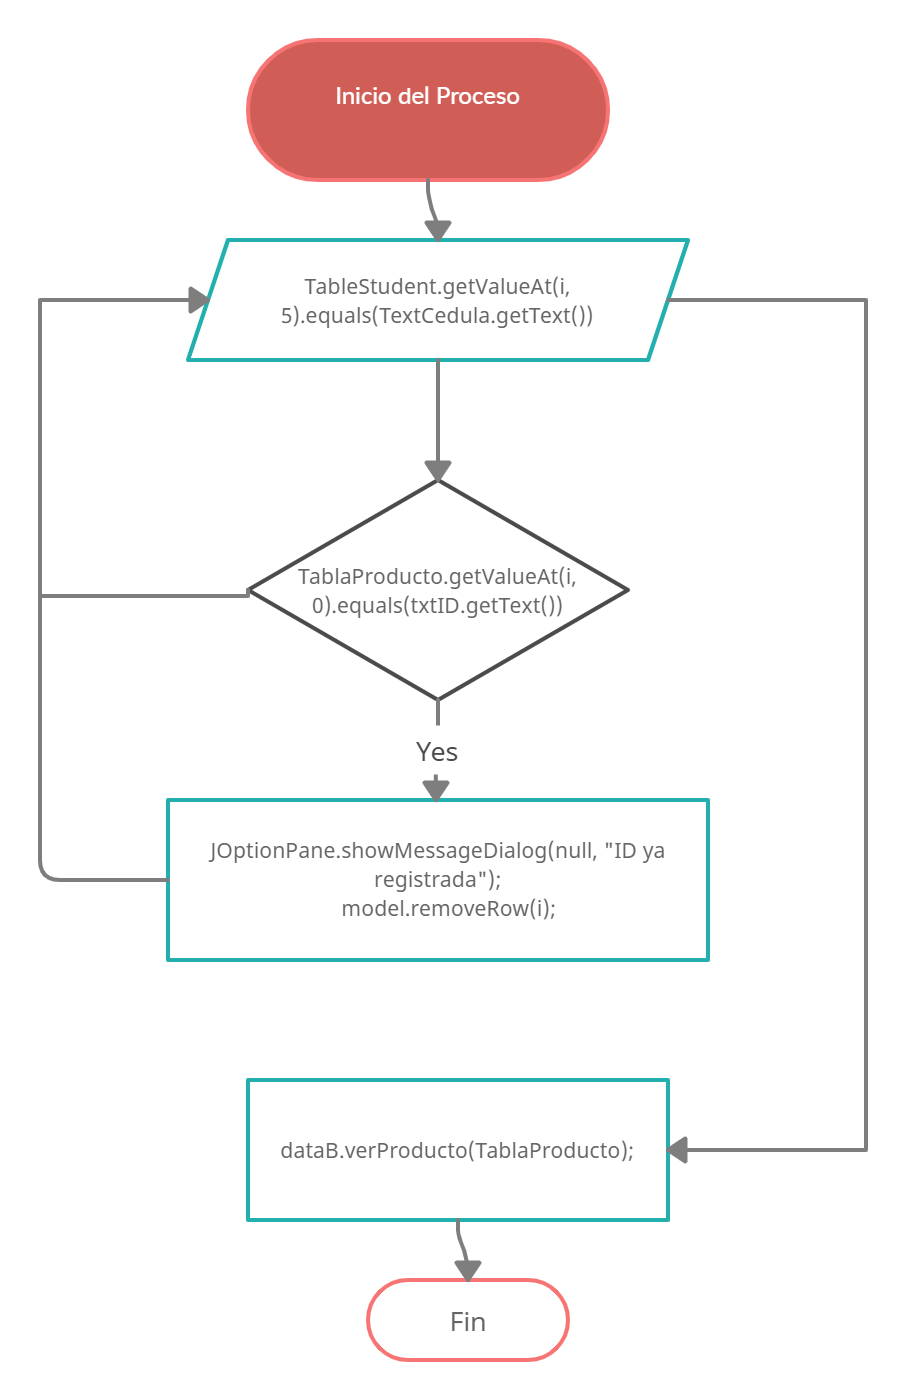 Inicio del Proceso
TableStudent.getValueAt(i,
5).equals(TextCedula.getText())
TablaProducto.getValueAt(i,
0).equals(txtID.getText())
Yes
JOptionPane.showMessageDialog(null, "ID ya
registrada");
model.removeRow(i);
dataB.verProducto(TablaProducto);
Fin